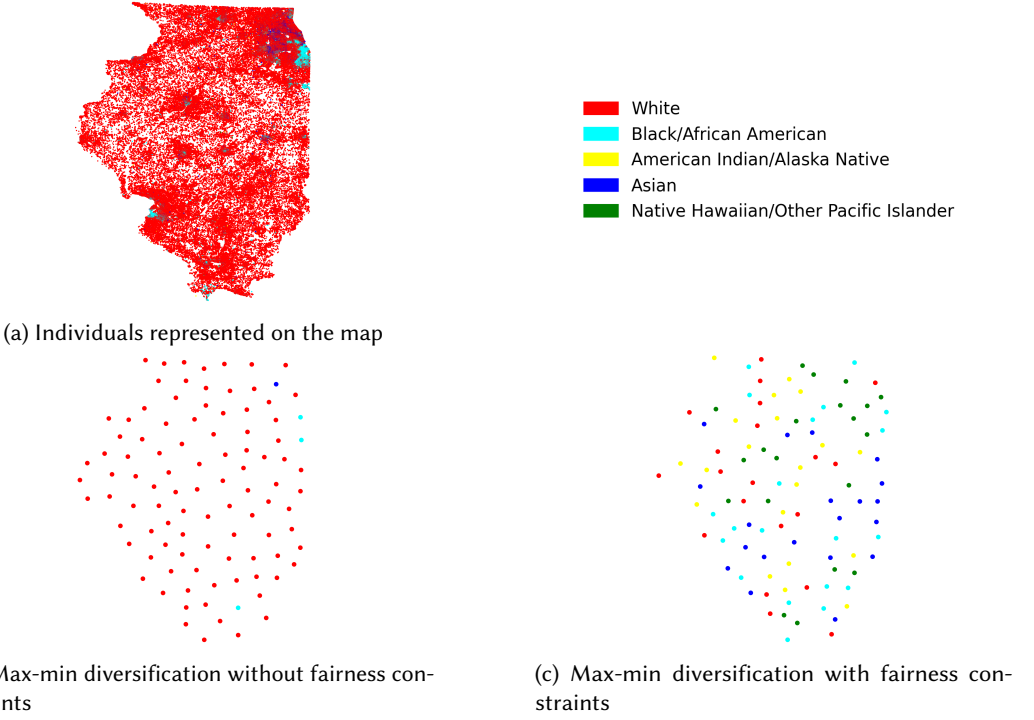 White
Black/African American
American Indian/Alaska Native
Asian
Native Hawaiian/Other Pacific Islander
(a) Individuals represented on the map
Max-min diversification without fairness con-
nts
(c) Max-min diversification with fairness con-
straints